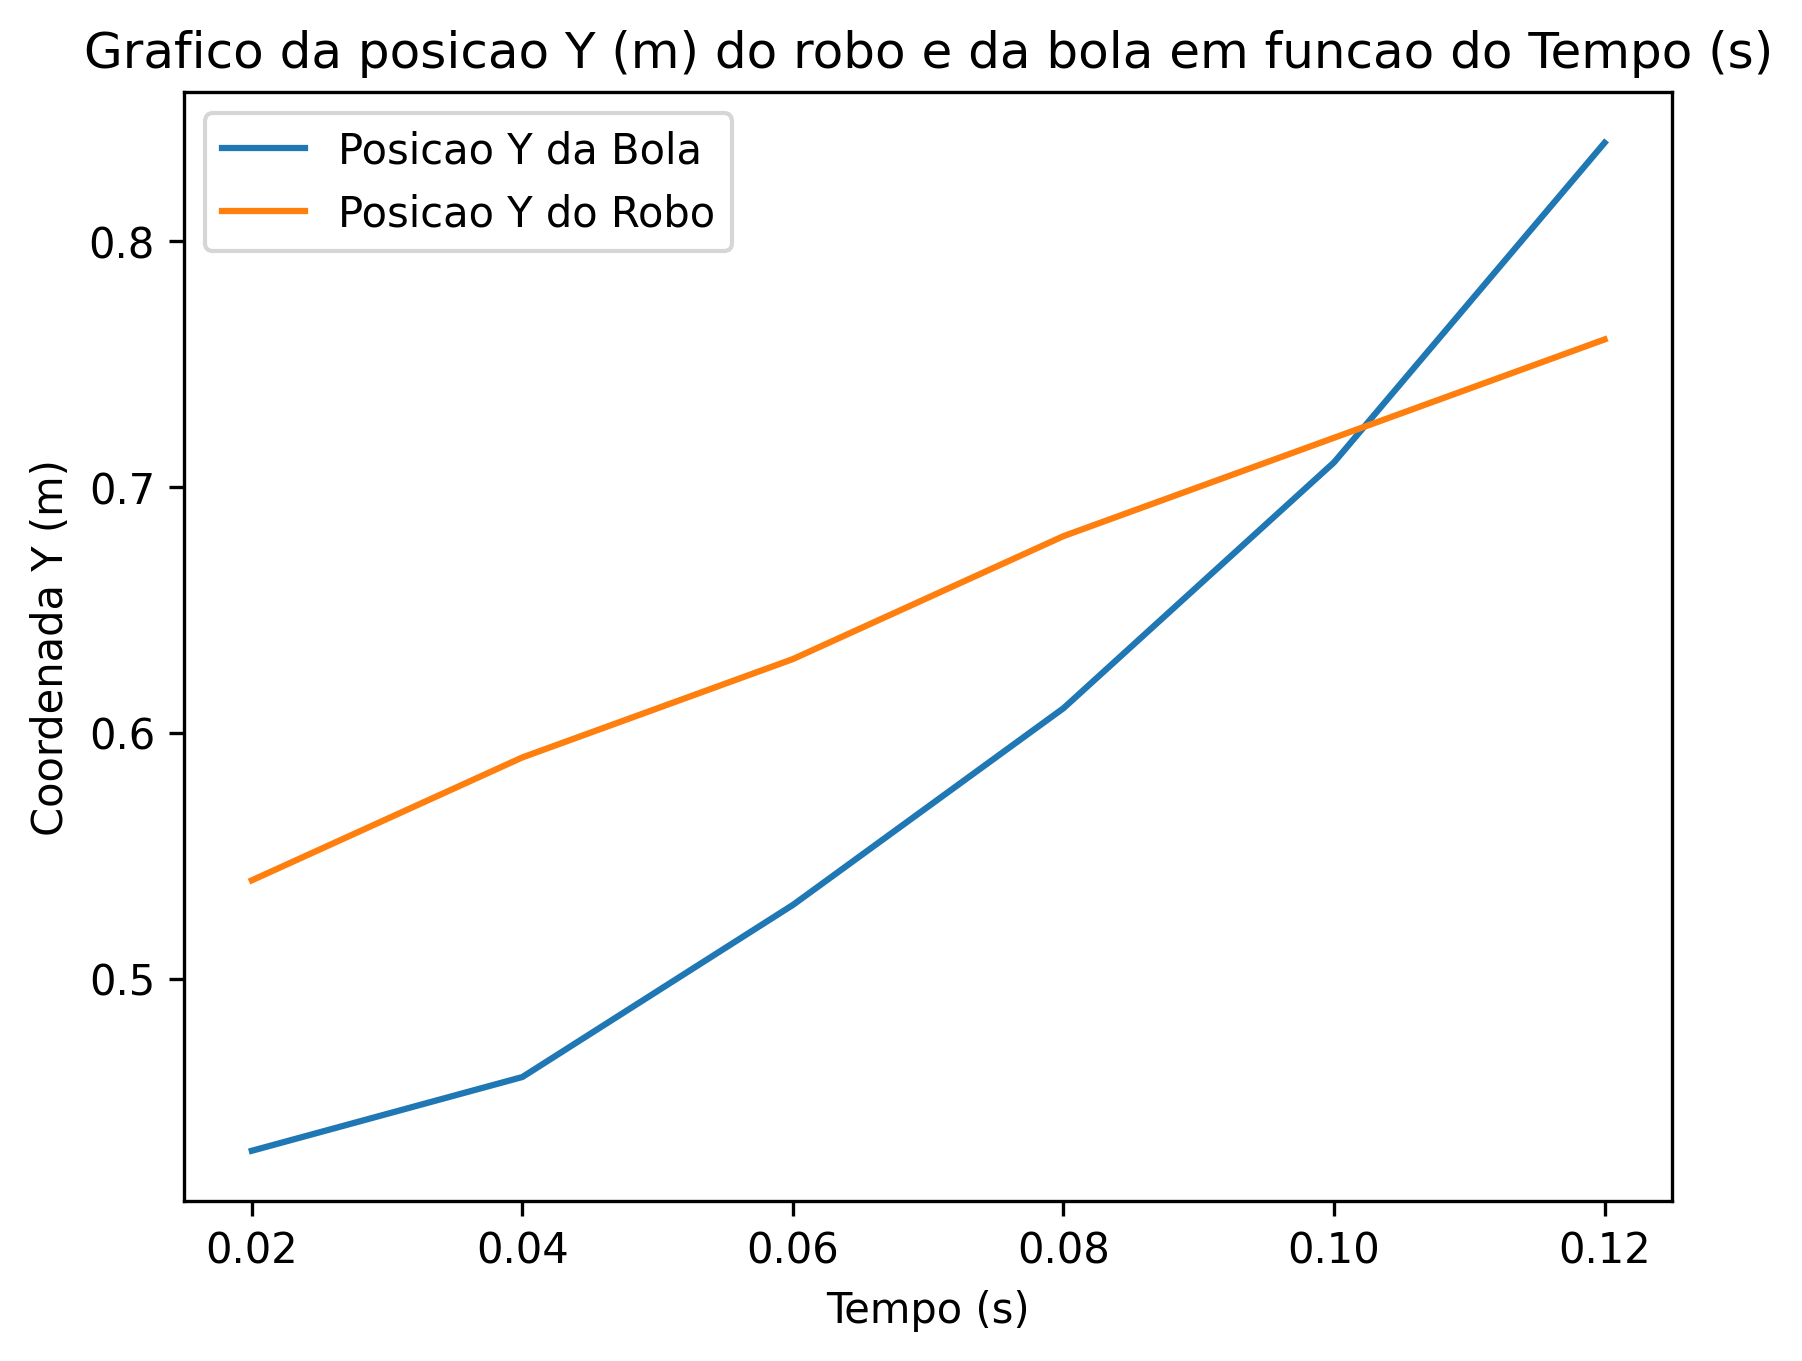 Grafico da posicao Y (m) do robo e da bola em funcao do Tempo (s)
Posicao Y da Bola
Posicao Y do Robo
0.8
0.7
0.6
0.5
Coordenada Y (m)
0.02 0.04 0.06 0.08 0.10 0.12
Tempo (s)